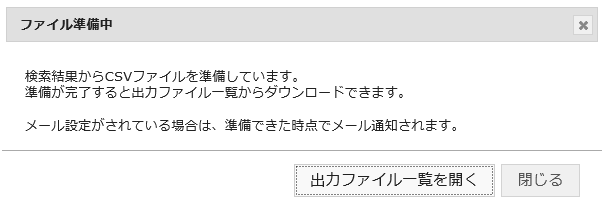 ファイル準備中
検索結果からCSVファイルを準備しています。
準備が完了すると出力ファイル一覧からダウンロードできます。
メール設定がされている場合は、準備できた時点でメール通知されます。
出力ファイル一覧を開く
閉じる